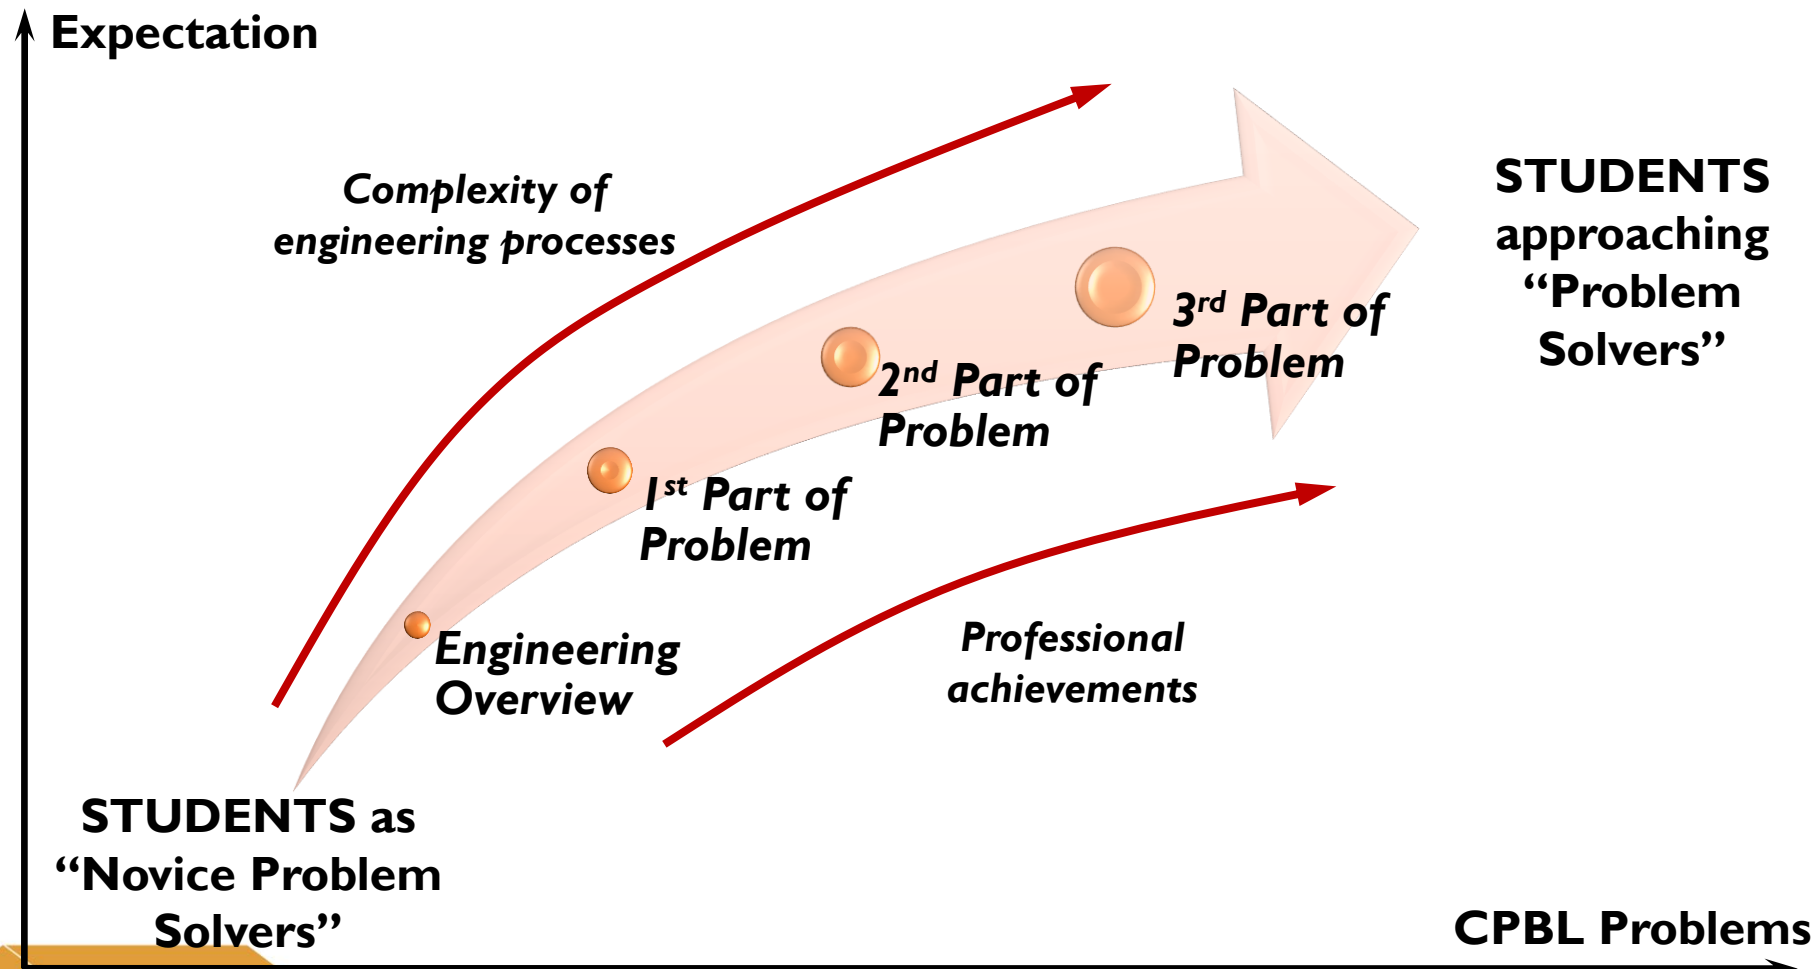 Expectation
Complexity of
engineering processes
STUDENTS
approaching
“Problem
Solvers”
3rd Part of
Problem
2nd Part of
Problem
1st Part of
Problem
Engineering
Overview
Professional
achievements
STUDENTS as
“Novice Problem
Solvers”
CPBL Problems